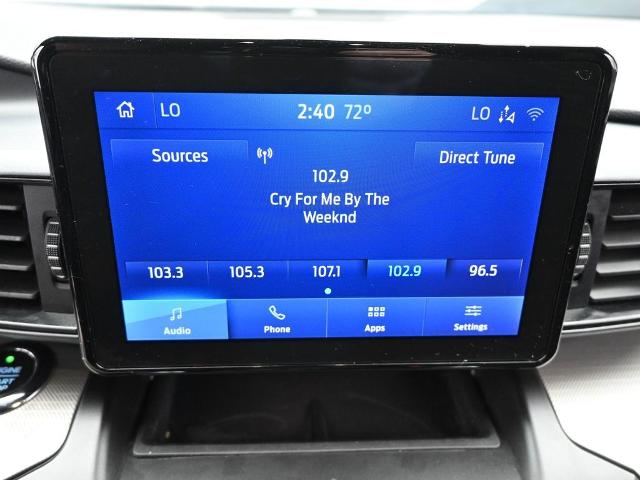 LO 2:40 72° LO
Sources Direct Tune
102.9
Cry For Me By The
Weeknd
103.3 105.3 107.1 102.9 96.5
Audio Phone Apps Settings